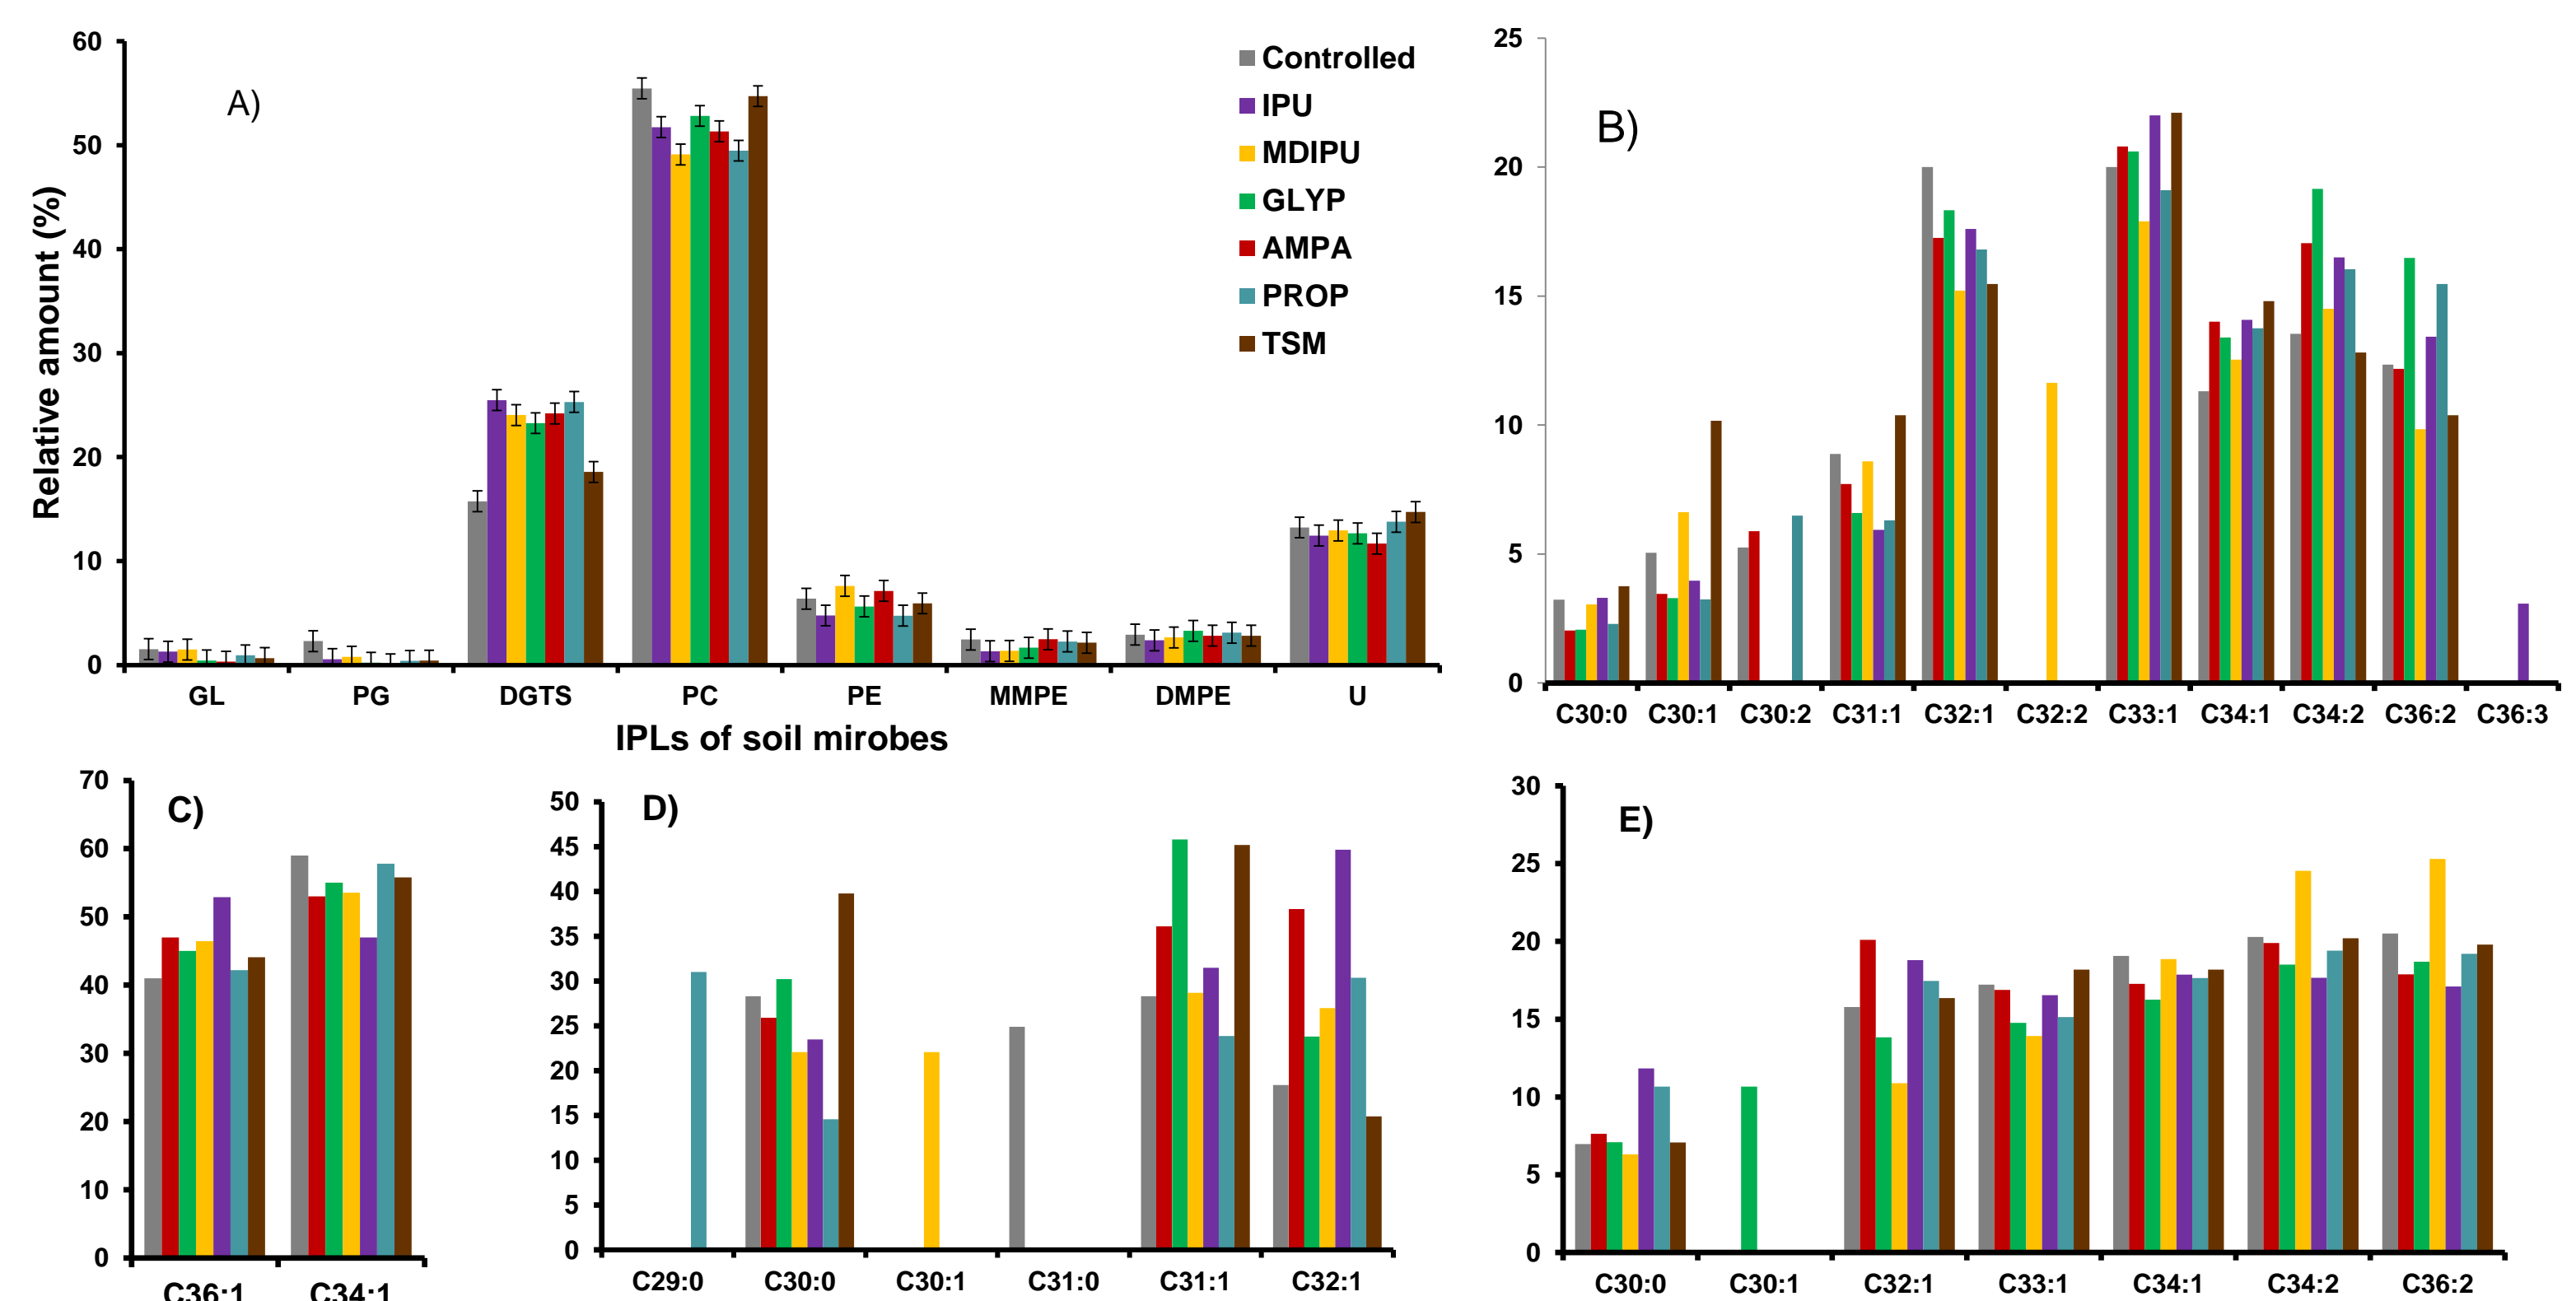 A)
Relative amount (%)
60
50
40
30
20
10
0
GL PG DGTS PC PE MMPE DMPE U
IPLs of soil mirobes
Controlled
IPU
MDIPU
GLYP
AMPA
PROP
TSM
B)
25
20
15
10
5
0
C30:0 C30:1 C30:2 C31:1 C32:1 C32:2 C33:1 C34:1 C34:2 C36:2 C36:3
C)
70
60
50
40
30
20
10
0
C36:1 C34:1
D)
50
45
40
35
30
25
20
15
10
5
0
C29:0 C30:0 C30:1 C31:0 C31:1 C32:1
E)
30
25
20
15
10
5
0
C30:0 C30:1 C32:1 C33:1 C34:1 C34:2 C36:2